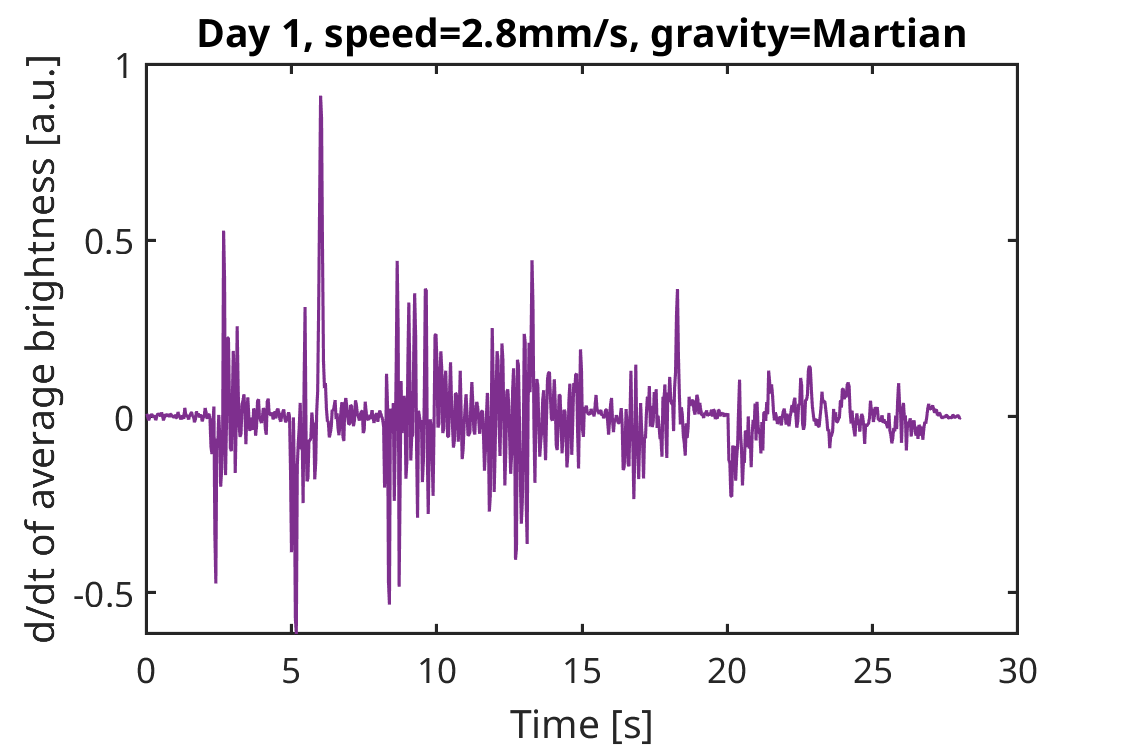 Day 1, speed=2.8mm/s, gravity=Martian
d/dt of average brightness [a.u.]
1
0.5
0
-0.5
0 5 10 15 20 25 30
Time [s]